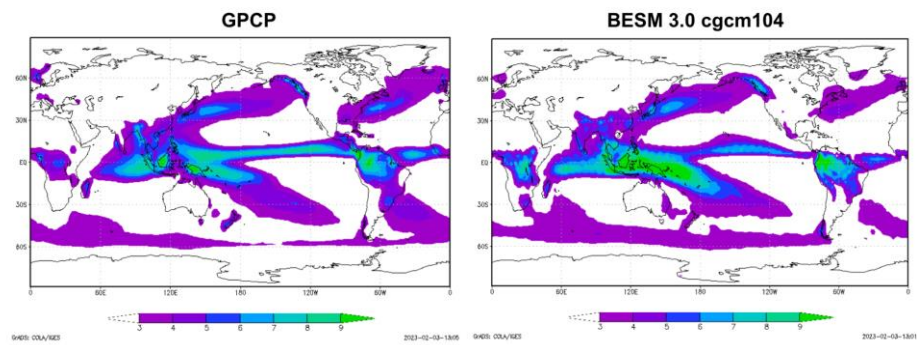 GPCP
BESM 3.0 cgcm104
60N
30N
EQ
30S
60S
0
60E
120E
180
120W
60W
0
60N
30N
EQ
30S
60S
0
60E
120E
180
120W
60W
0
3 4 5 6 7 8 9
3 4 5 6 7 8 9
GrADS: COLA/IGES
2023-02-03-13:05
GrADS: COLA/IGES
2023-02-03-13:01